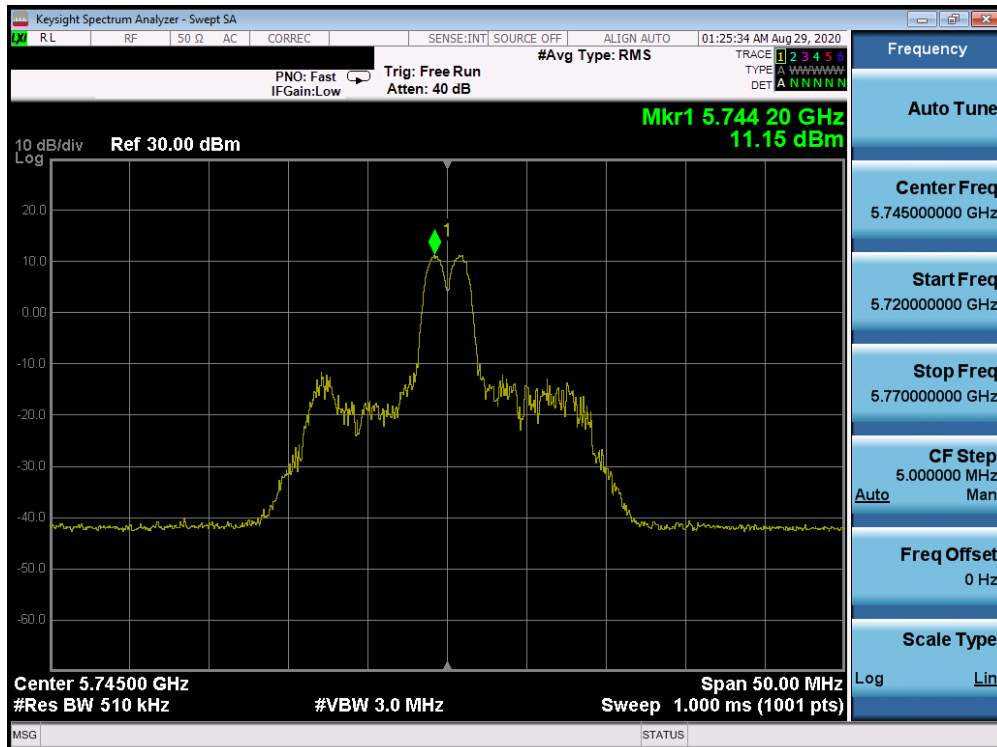 Keysight Spectrum Analyzer - Swept SA
LXI RL RF 50 Ω AC CORREC SENSE:INT SOURCE OFF ALIGN AUTO 01:25:34 AM Aug 29, 2020
PNO: Fast
IFGain:Low
Trig: Free Run
Atten: 40 dB
#Avg Type: RMS
TRACE 1 2 3 4 5 6
TYPE A WWWWW
DET A N N N N N
Mkr1 5.744 20 GHz
11.15 dBm
10 dB/div
Log
Ref 30.00 dBm
1
20.0
10.0
0.00
-10.0
-20.0
-30.0
-40.0
-50.0
-60.0
Center 5.74500 GHz
#Res BW 510 kHz
#VBW 3.0 MHz
Span 50.00 MHz
Sweep 1.000 ms (1001 pts)
MSG
STATUS
Frequency
Auto Tune
Center Freq
5.745000000 GHz
Start Freq
5.720000000 GHz
Stop Freq
5.770000000 GHz
CF Step
5.000000 MHz
Auto Man
Freq Offset
0 Hz
Scale Type
Log Lin